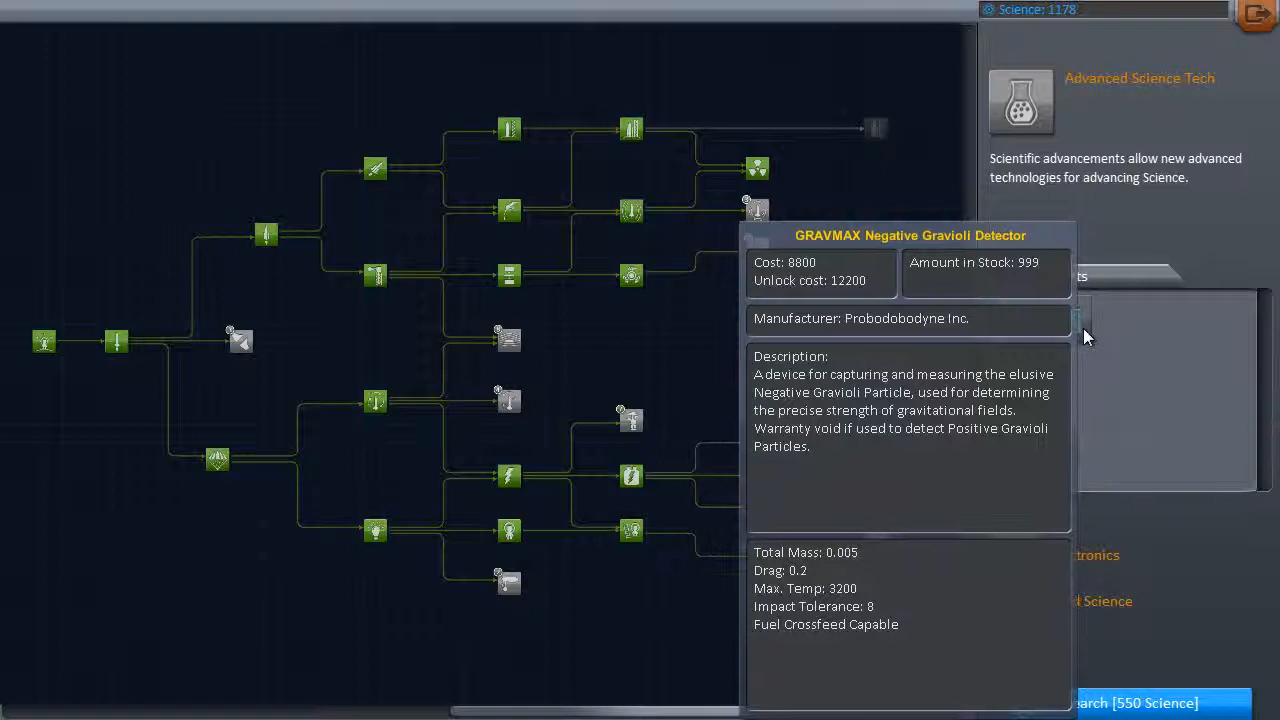 Science: 1178
Advanced Science Tech
Scientific advancements allow new advanced
technologies for advancing Science.
GRAVMAX Negative Gravioli Detector
Cost: 8800
Unlock cost: 12200
Amount in Stock: 999
ts
Manufacturer: Probodobodyne Inc.
Description:
A device for capturing and measuring the elusive
Negative Gravioli Particle, used for determining
the precise strength of gravitational fields.
Warranty void if used to detect Positive Gravioli
Particles.
Total Mass: 0.005
Drag: 0.2
Max. Temp: 3200
Impact Tolerance: 8
Fuel Crossfeed Capable
tronics
d Science
earch [550 Science]